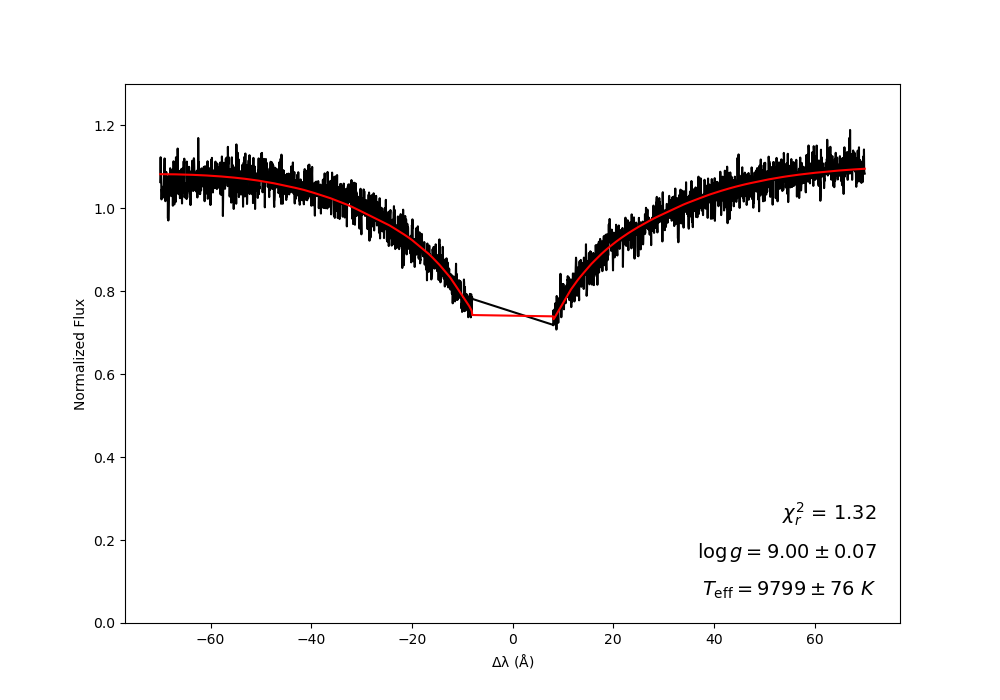 Normalized Flux
1.2
1.0
0.8
0.6
0.4
0.2
0.0
χ²ᵣ = 1.32
log g = 9.00 ± 0.07
T_eff = 9799 ± 76 K
−60 −40 −20 0 20 40 60
Δλ (Å)